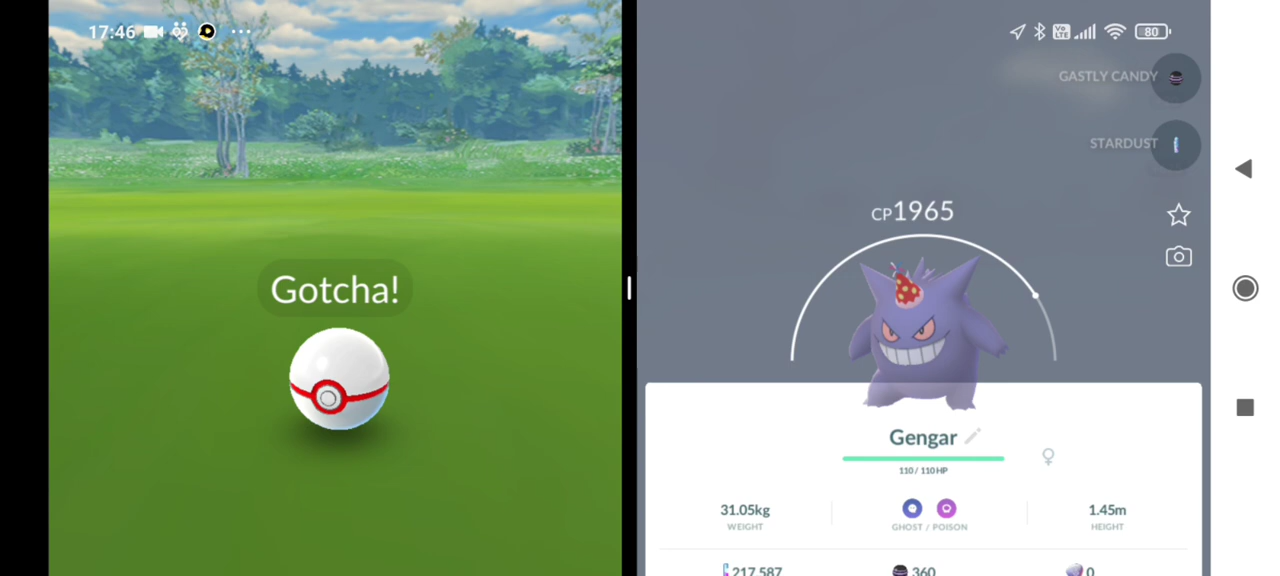 17:46
Gotcha!
80
GASTLY CANDY
STARDUST
CP1965
Gengar
110 / 110 HP
31.05kg
WEIGHT
GHOST / POISON
1.45m
HEIGHT
217,587
360
0